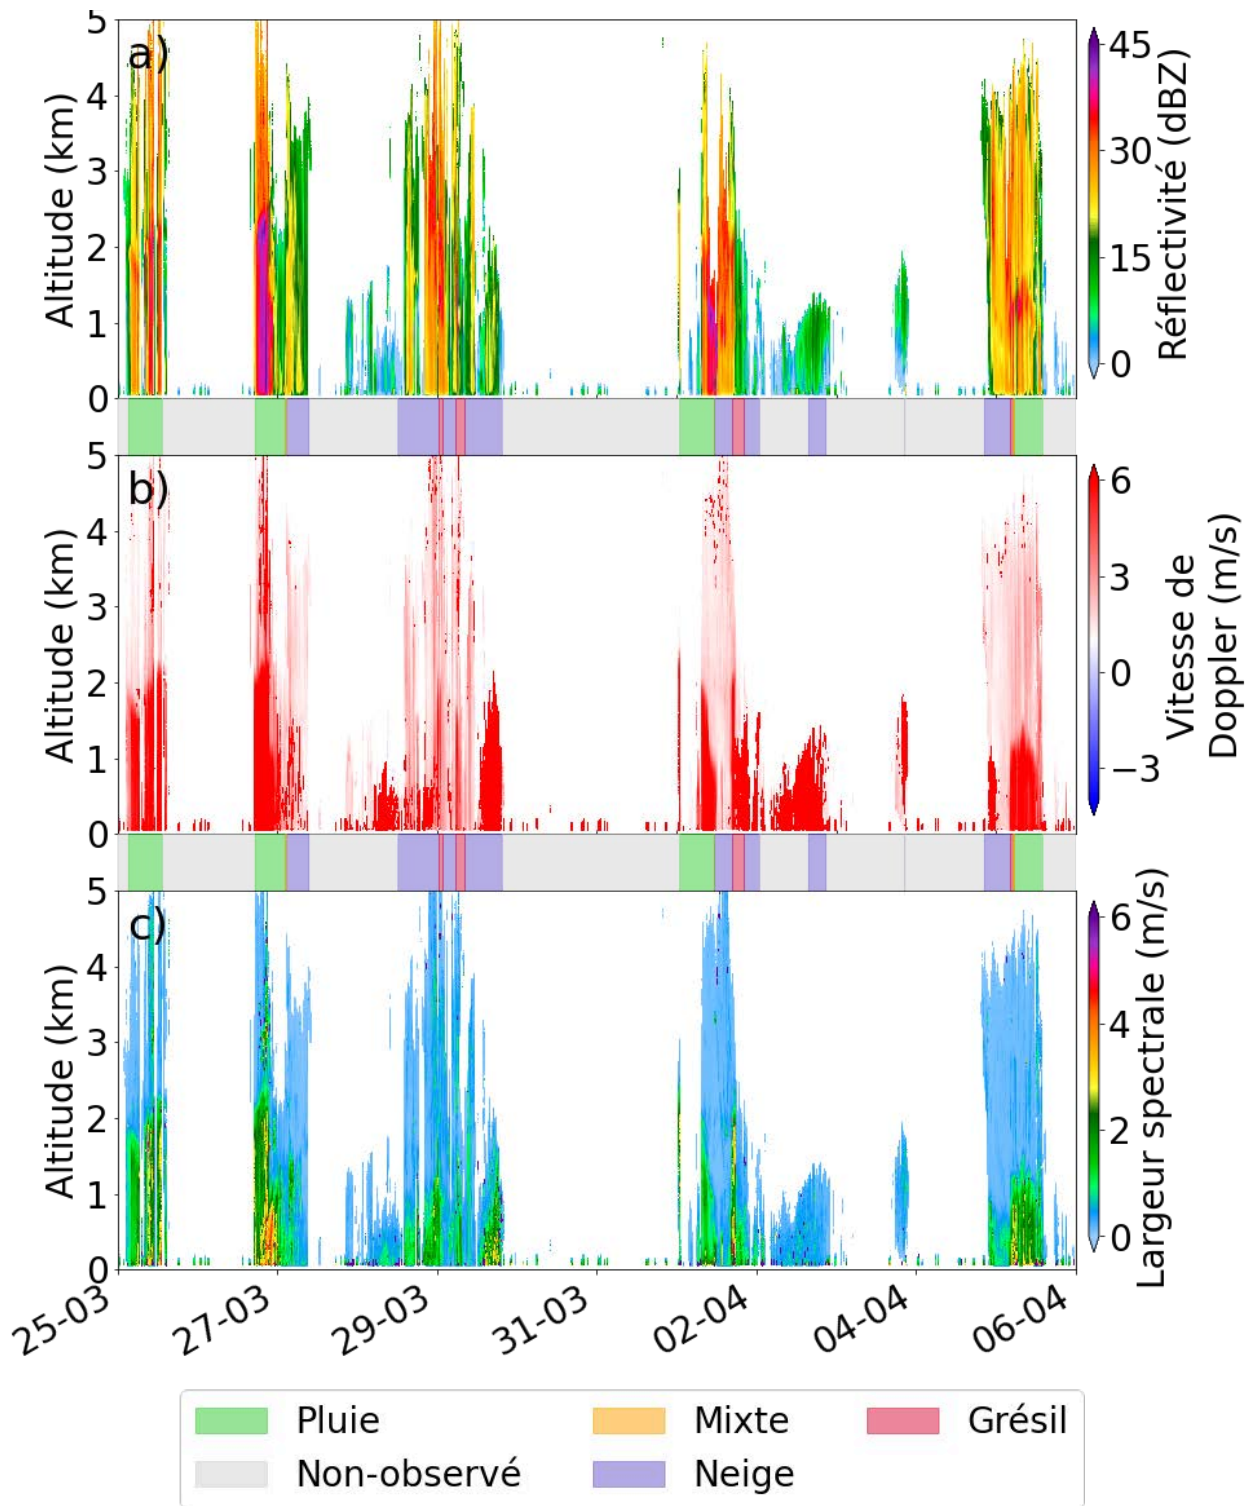 a)
5
4
3
2
1
0
Altitude (km)
45
30
15
0
Réflectivité (dBZ)
b)
5
4
3
2
1
0
Altitude (km)
6
3
0
−3
Vitesse de
Doppler (m/s)
c)
5
4
3
2
1
0
Altitude (km)
6
4
2
0
Largeur spectrale (m/s)
25-03
27-03
29-03
31-03
02-04
04-04
06-04
Pluie
Mixte
Grésil
Non-observé
Neige